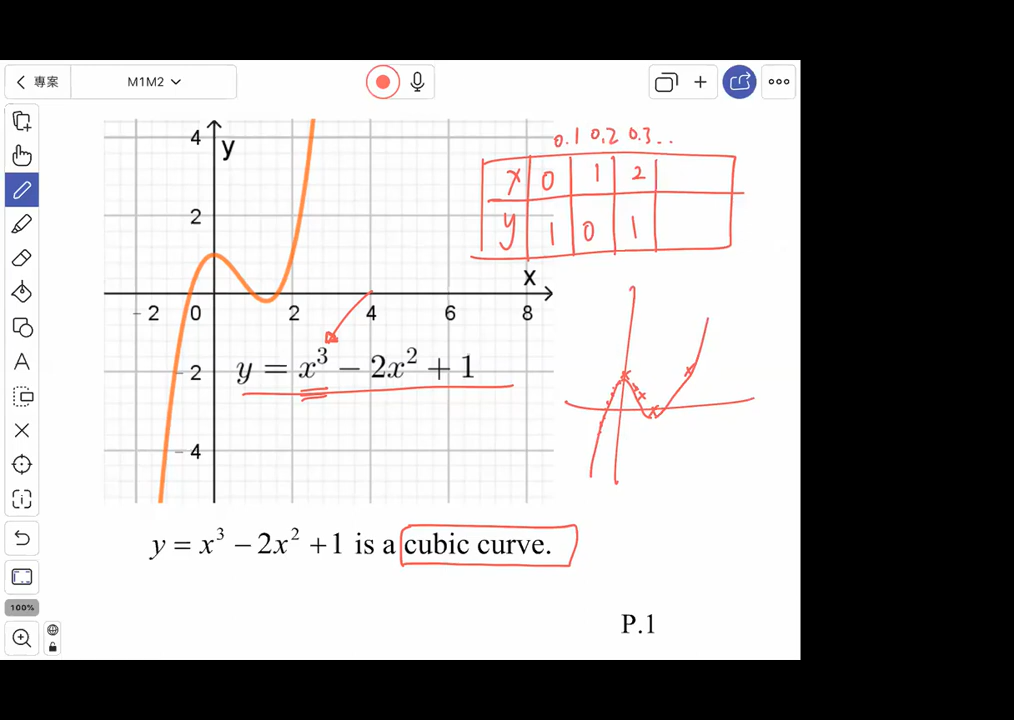 専案
M1M2
0.1 0.2 0.3..
x 0 1 2
y 1 0 1
4
y
2
x
-2 0 2 4 6 8
y = x³ − 2x² + 1
-2
-4
y = x³ − 2x² + 1 is a cubic curve.
P.1
100%